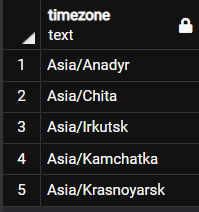 timezone
text
1 Asia/Anadyr
2 Asia/Chita
3 Asia/Irkutsk
4 Asia/Kamchatka
5 Asia/Krasnoyarsk